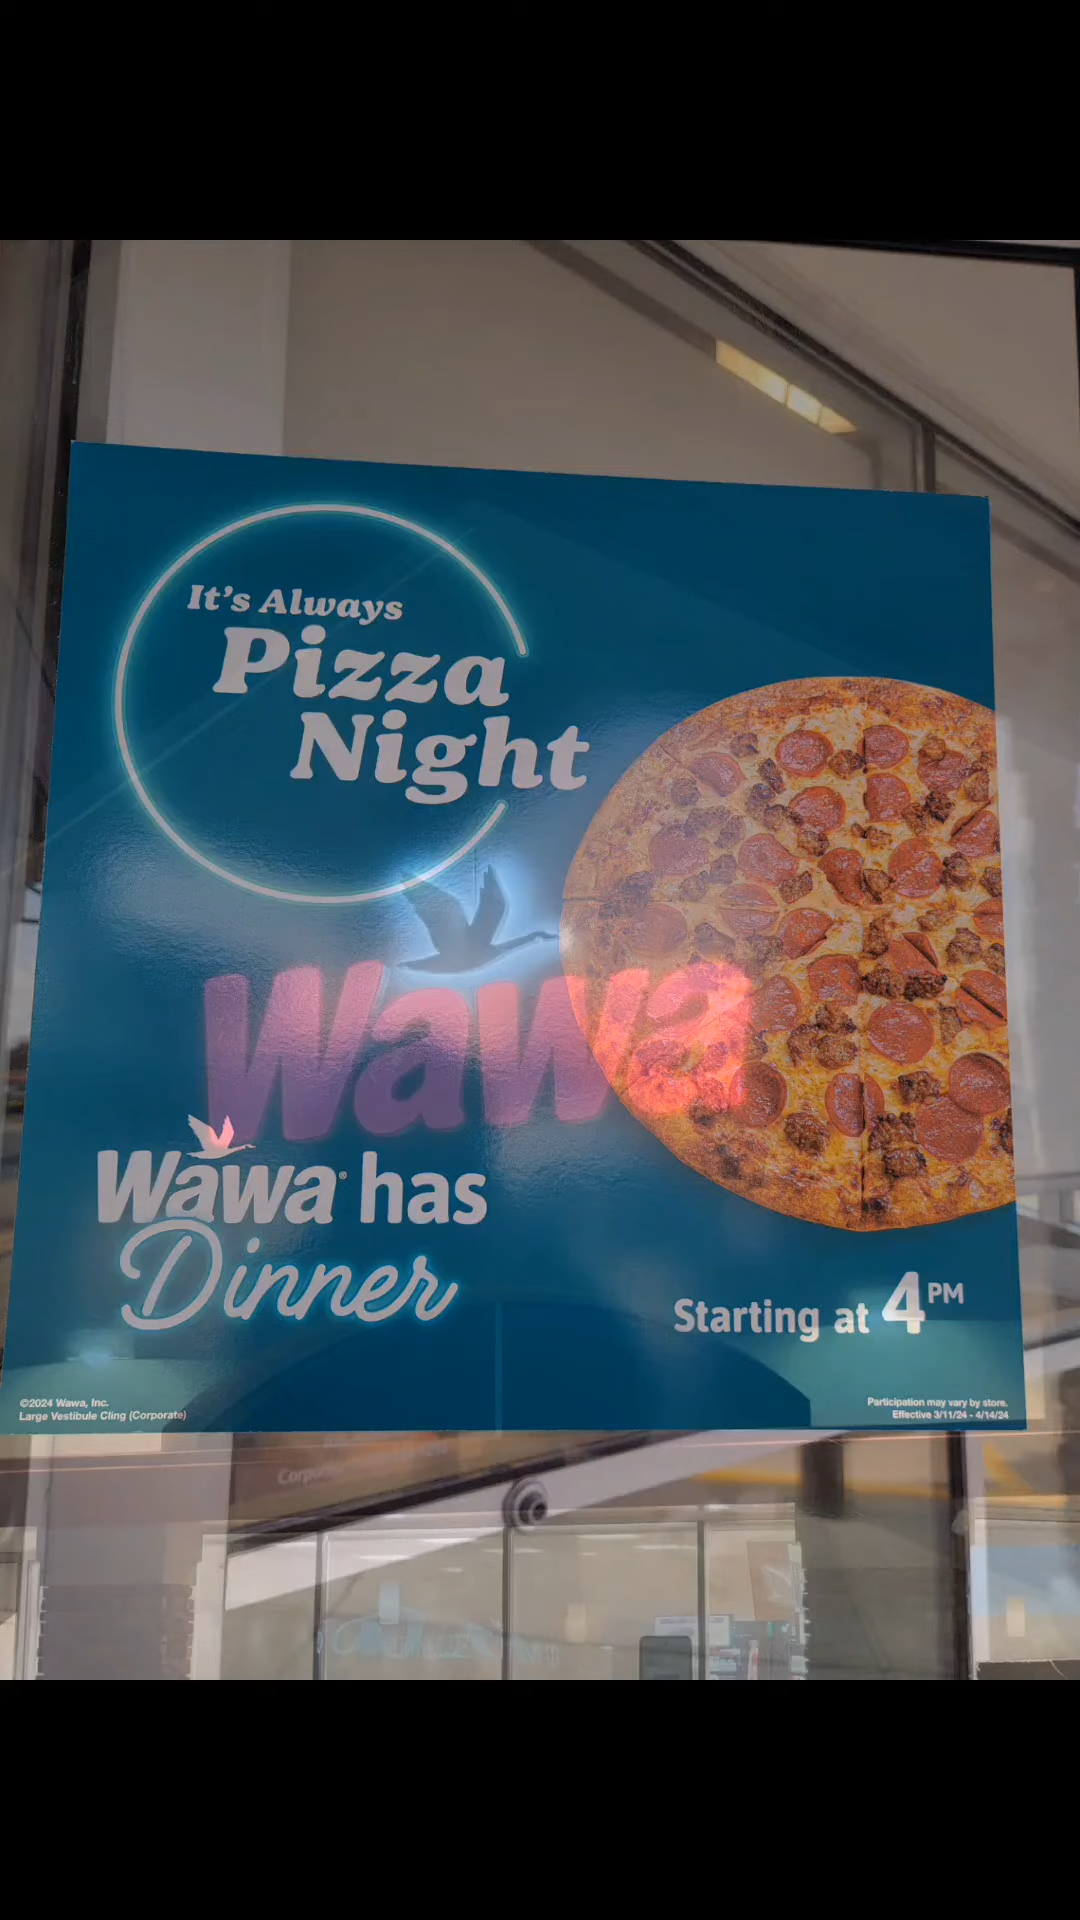 It's Always
Pizza
Night
Wawa
Wawa® has
Dinner
Starting at 4PM
©2024 Wawa, Inc.
Large Vestibule Cling (Corporate)
Participation may vary by store.
Effective 3/11/24 - 4/14/24